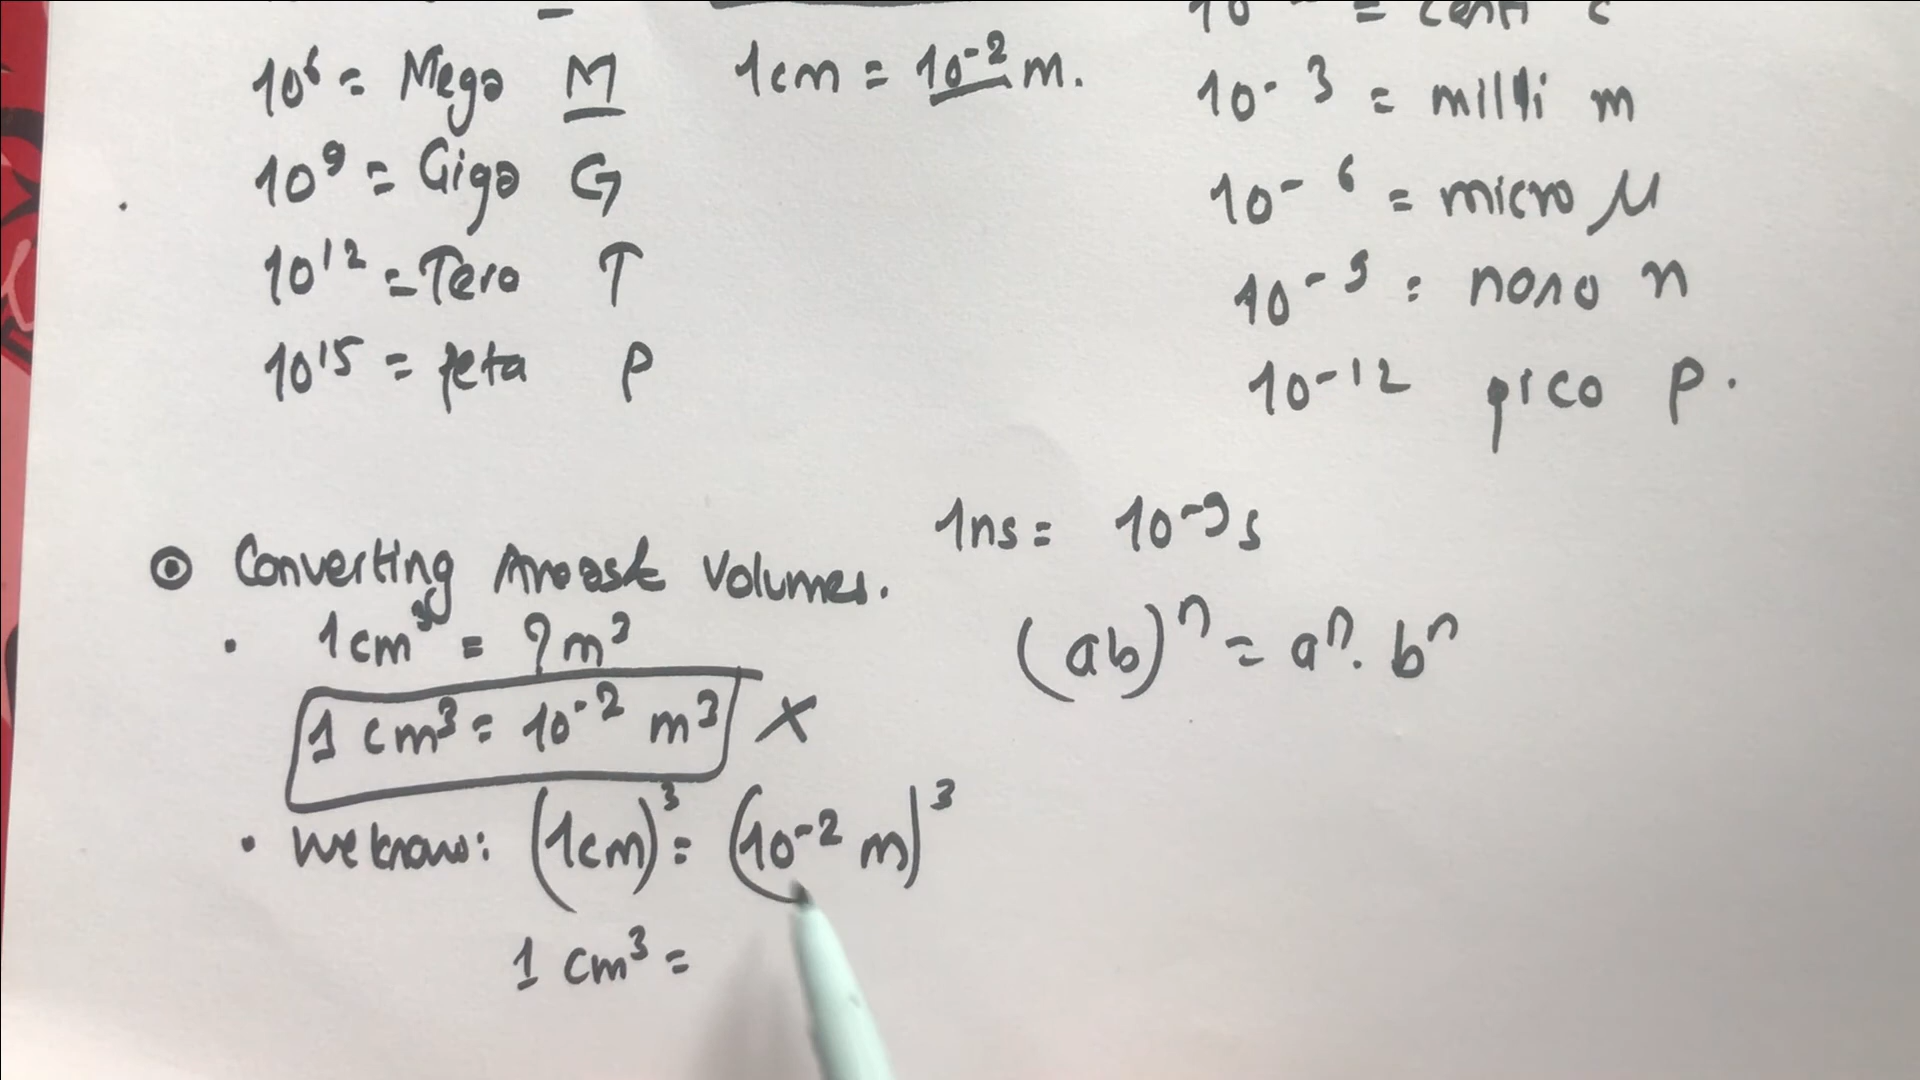 10⁶ = Mega M
10⁹ = Giga G
10¹² = Tera T
10¹⁵ = peta P
1cm = 10⁻² m.
= centi c
10⁻³ = milli m
10⁻⁶ = micro μ
10⁻⁹ = nano n
10⁻¹² pico p.
1ns = 10⁻⁹ s
(ab)ⁿ = aⁿ. bⁿ
Converting Areas & Volumes.
• 1cm³ = ? m³
1 cm³ = 10⁻² m³ X
• We know: (1cm)³ = (10⁻² m)³
1 cm³ =